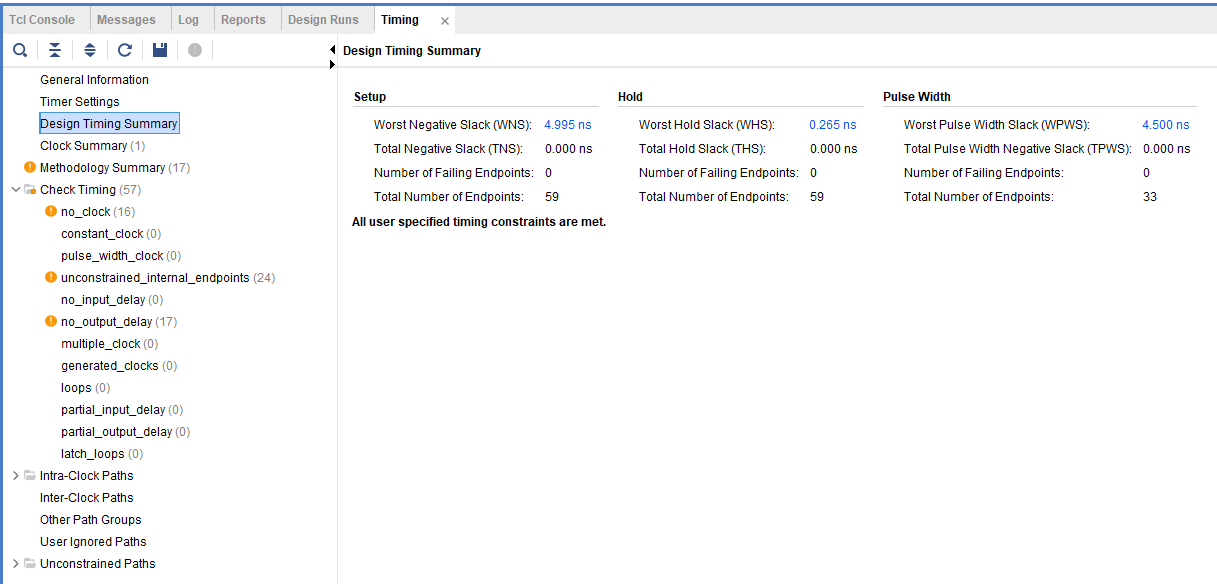 Tcl Console Messages Log Reports Design Runs Timing
Design Timing Summary
General Information
Timer Settings
Design Timing Summary
Clock Summary (1)
Methodology Summary (17)
Check Timing (57)
no_clock (16)
constant_clock (0)
pulse_width_clock (0)
unconstrained_internal_endpoints (24)
no_input_delay (0)
no_output_delay (17)
multiple_clock (0)
generated_clocks (0)
loops (0)
partial_input_delay (0)
partial_output_delay (0)
latch_loops (0)
Intra-Clock Paths
Inter-Clock Paths
Other Path Groups
User Ignored Paths
Unconstrained Paths
Setup
Worst Negative Slack (WNS): 4.995 ns
Total Negative Slack (TNS): 0.000 ns
Number of Failing Endpoints: 0
Total Number of Endpoints: 59
Hold
Worst Hold Slack (WHS): 0.265 ns
Total Hold Slack (THS): 0.000 ns
Number of Failing Endpoints: 0
Total Number of Endpoints: 59
Pulse Width
Worst Pulse Width Slack (WPWS): 4.500 ns
Total Pulse Width Negative Slack (TPWS): 0.000 ns
Number of Failing Endpoints: 0
Total Number of Endpoints: 33
All user specified timing constraints are met.